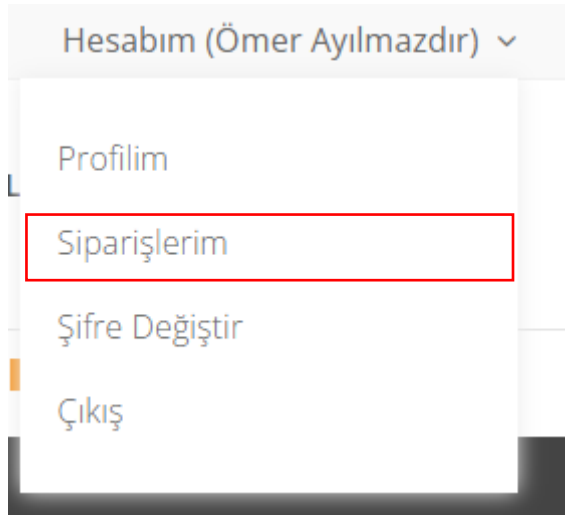 Hesabım (Ömer Ayılmazdır)
Profilim
Siparişlerim
Şifre Değiştir
Çıkış